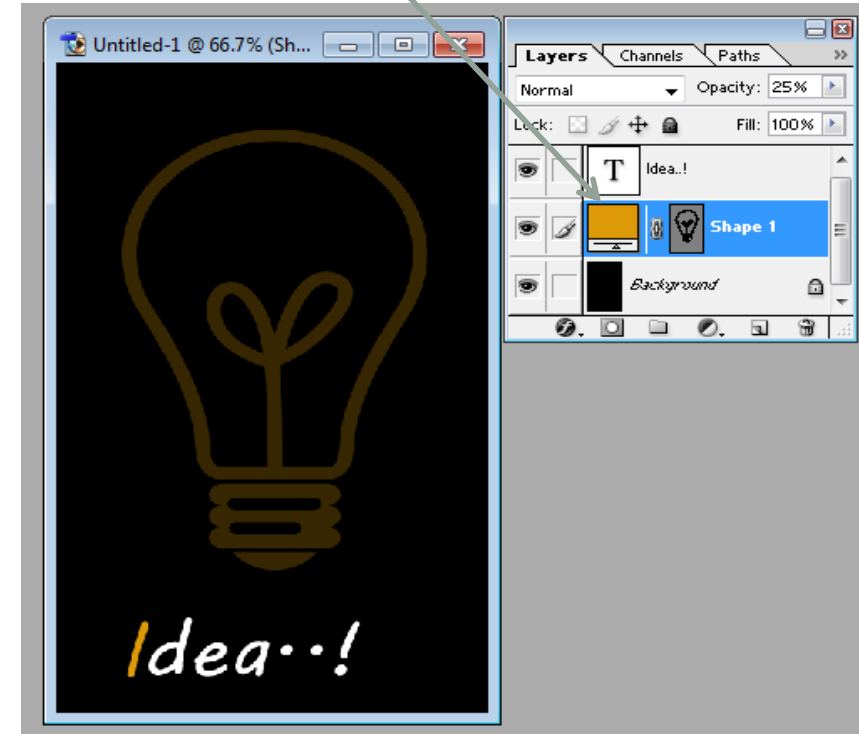 Untitled-1 @ 66.7% (Sh...
Layers Channels Paths
Normal Opacity: 25%
Lock: Fill: 100%
T Idea..!
Shape 1
Background
Idea..!